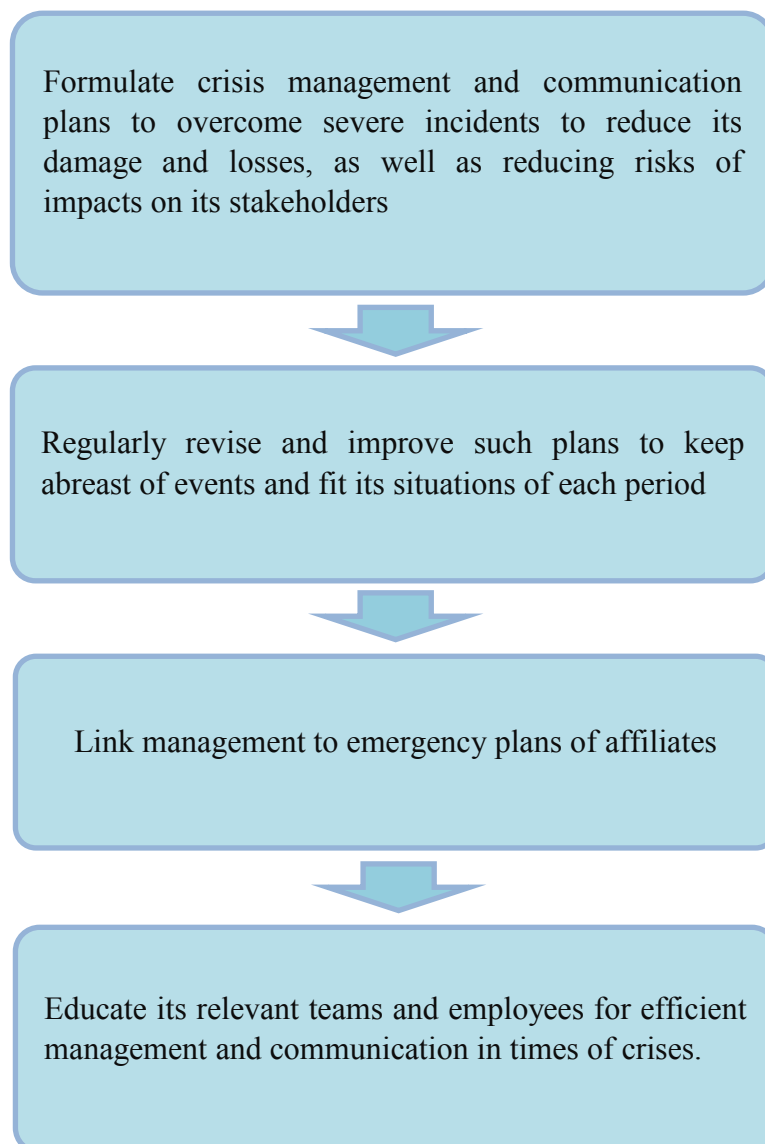 Formulate crisis management and communication
plans to overcome severe incidents to reduce its
damage and losses, as well as reducing risks of
impacts on its stakeholders
Regularly revise and improve such plans to keep
abreast of events and fit its situations of each period
Link management to emergency plans of affiliates
Educate its relevant teams and employees for efficient
management and communication in times of crises.